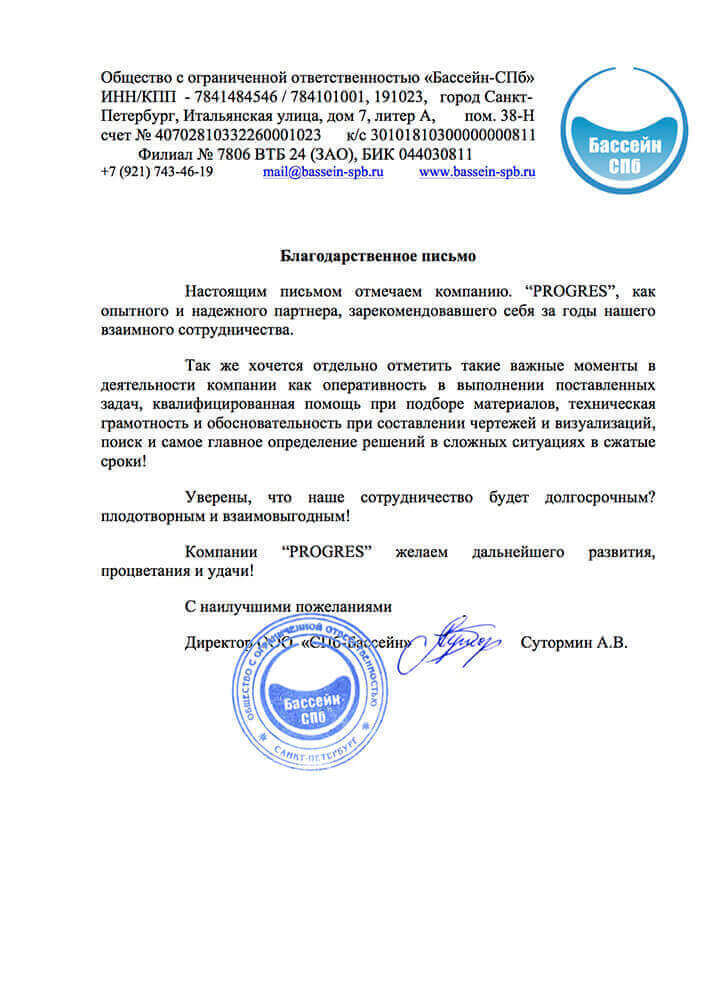 Общество с ограниченной ответственностью «Бассейн-СПб»
ИНН/КПП - 7841484546 / 784101001, 191023, город Санкт-
Петербург, Итальянская улица, дом 7, литер А, пом. 38-Н
счет № 40702810332260001023 к/с 30101810300000000811
Филиал № 7806 ВТБ 24 (ЗАО), БИК 044030811
+7 (921) 743-46-19 mail@bassein-spb.ru www.bassein-spb.ru
Бассейн
СПб
Благодарственное письмо
Настоящим письмом отмечаем компанию. “PROGRES”, как
опытного и надежного партнера, зарекомендовавшего себя за годы нашего
взаимного сотрудничества.
Так же хочется отдельно отметить такие важные моменты в
деятельности компании как оперативность в выполнении поставленных
задач, квалифицированная помощь при подборе материалов, техническая
грамотность и обоснованность при составлении чертежей и визуализаций,
поиск и самое главное определение решений в сложных ситуациях в сжатые
сроки!
Уверены, что наше сотрудничество будет долгосрочным?
плодотворным и взаимовыгодным!
Компании “PROGRES” желаем дальнейшего развития,
процветания и удачи!
С наилучшими пожеланиями
Директор ООО «СПб-Бассейн» Сутормин А.В.
ОБЩЕСТВО С ОГРАНИЧЕННОЙ ОТВЕТСТВЕННОСТЬЮ
Бассейн
СПб
САНКТ-ПЕТЕРБУРГ